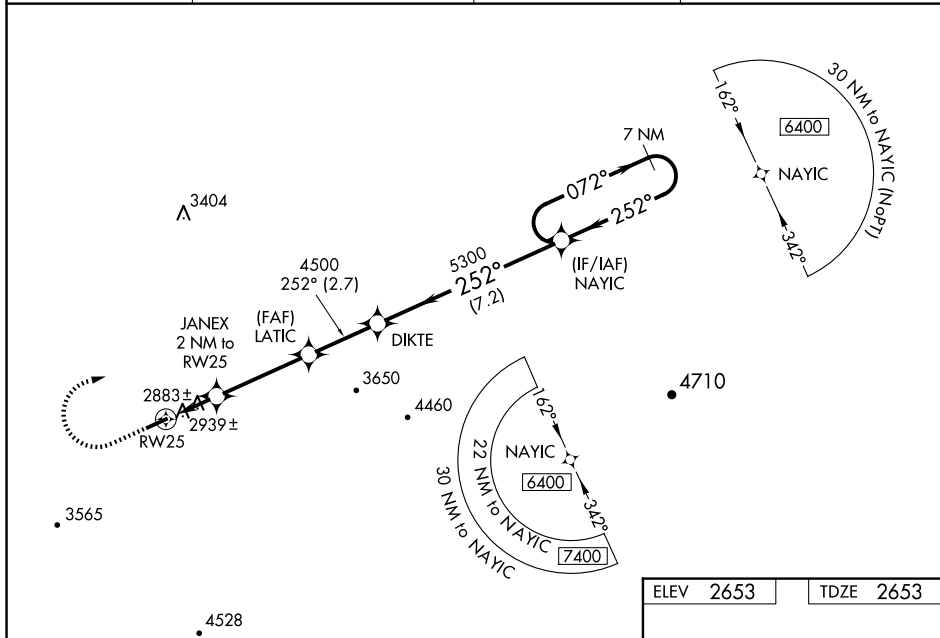 30 NM to NAYIC (NoPT)
162°
6400
NAYIC
342°
7 NM
072°
252°
3404
5300
252°
(7.2)
(IF/IAF)
NAYIC
4500
252° (2.7)
(FAF)
LATIC
DIKTE
JANEX
2 NM to
RW25
2883±
2939±
RW25
3650
4460
4710
162°
NAYIC
6400
342°
22 NM to NAYIC
7400
30 NM to NAYIC
3565
4528
ELEV 2653
TDZE 2653